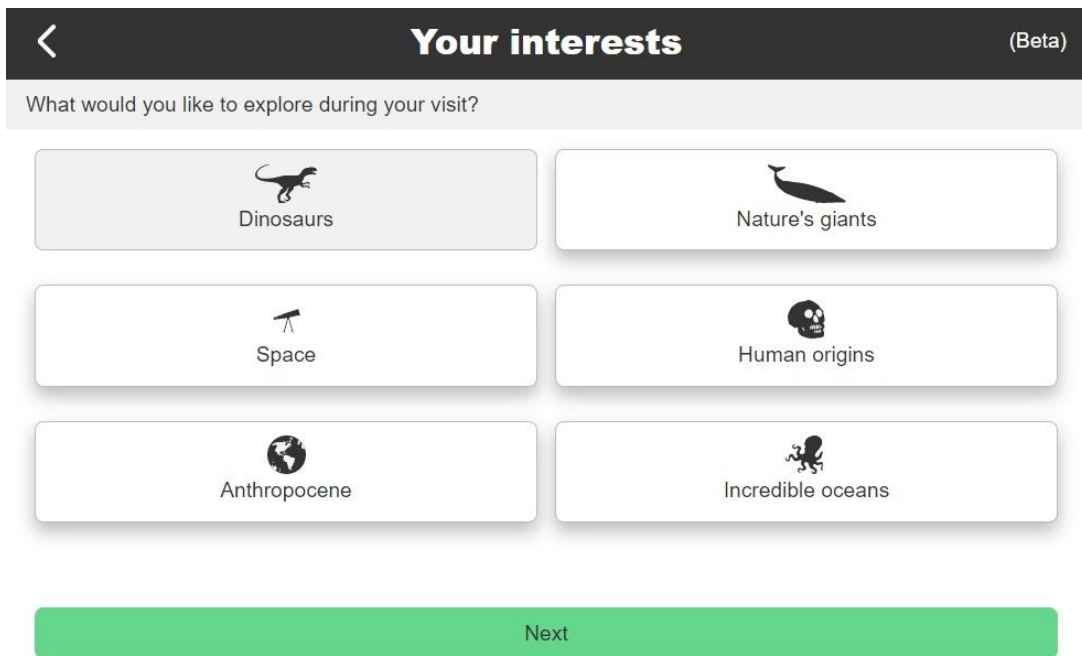 Your interests
(Beta)
What would you like to explore during your visit?
Dinosaurs
Nature's giants
Space
Human origins
Anthropocene
Incredible oceans
Next